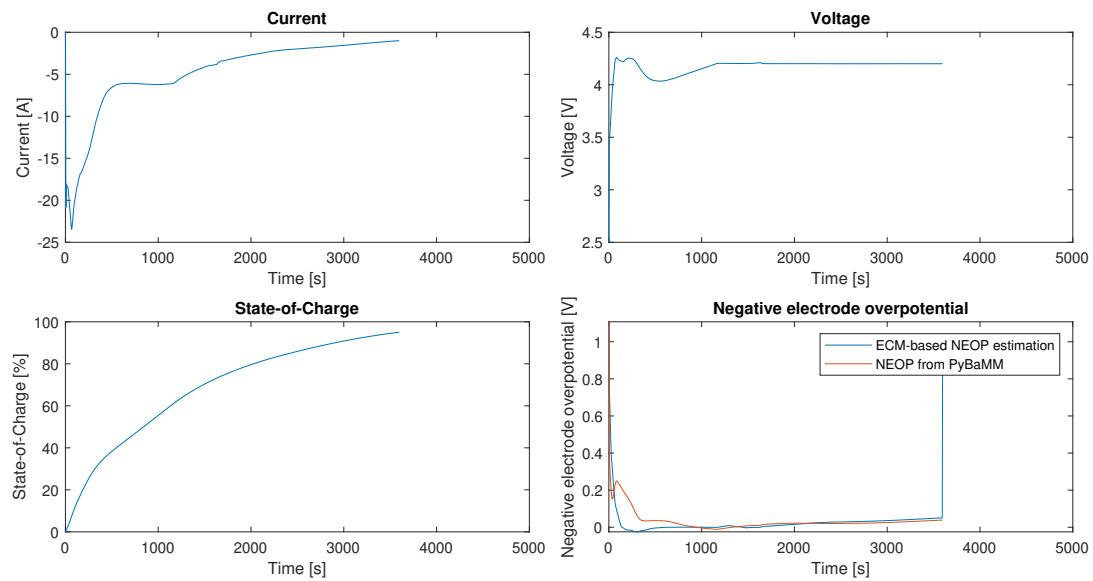 Current
0
-5
-10
-15
-20
-25
Current [A]
0 1000 2000 3000 4000 5000
Time [s]
Voltage
4.5
4
3.5
4
3
2.5
Voltage [V]
0 1000 2000 3000 4000 5000
Time [s]
State-of-Charge
100
80
60
40
20
0
State-of-Charge [%]
0 1000 2000 3000 4000 5000
Time [s]
Negative electrode overpotential
1
0.8
0.6
0.4
0.2
0
Negative electrode overpotential [V]
ECM-based NEOP estimation
NEOP from PyBaMM
0 1000 2000 3000 4000 5000
Time [s]